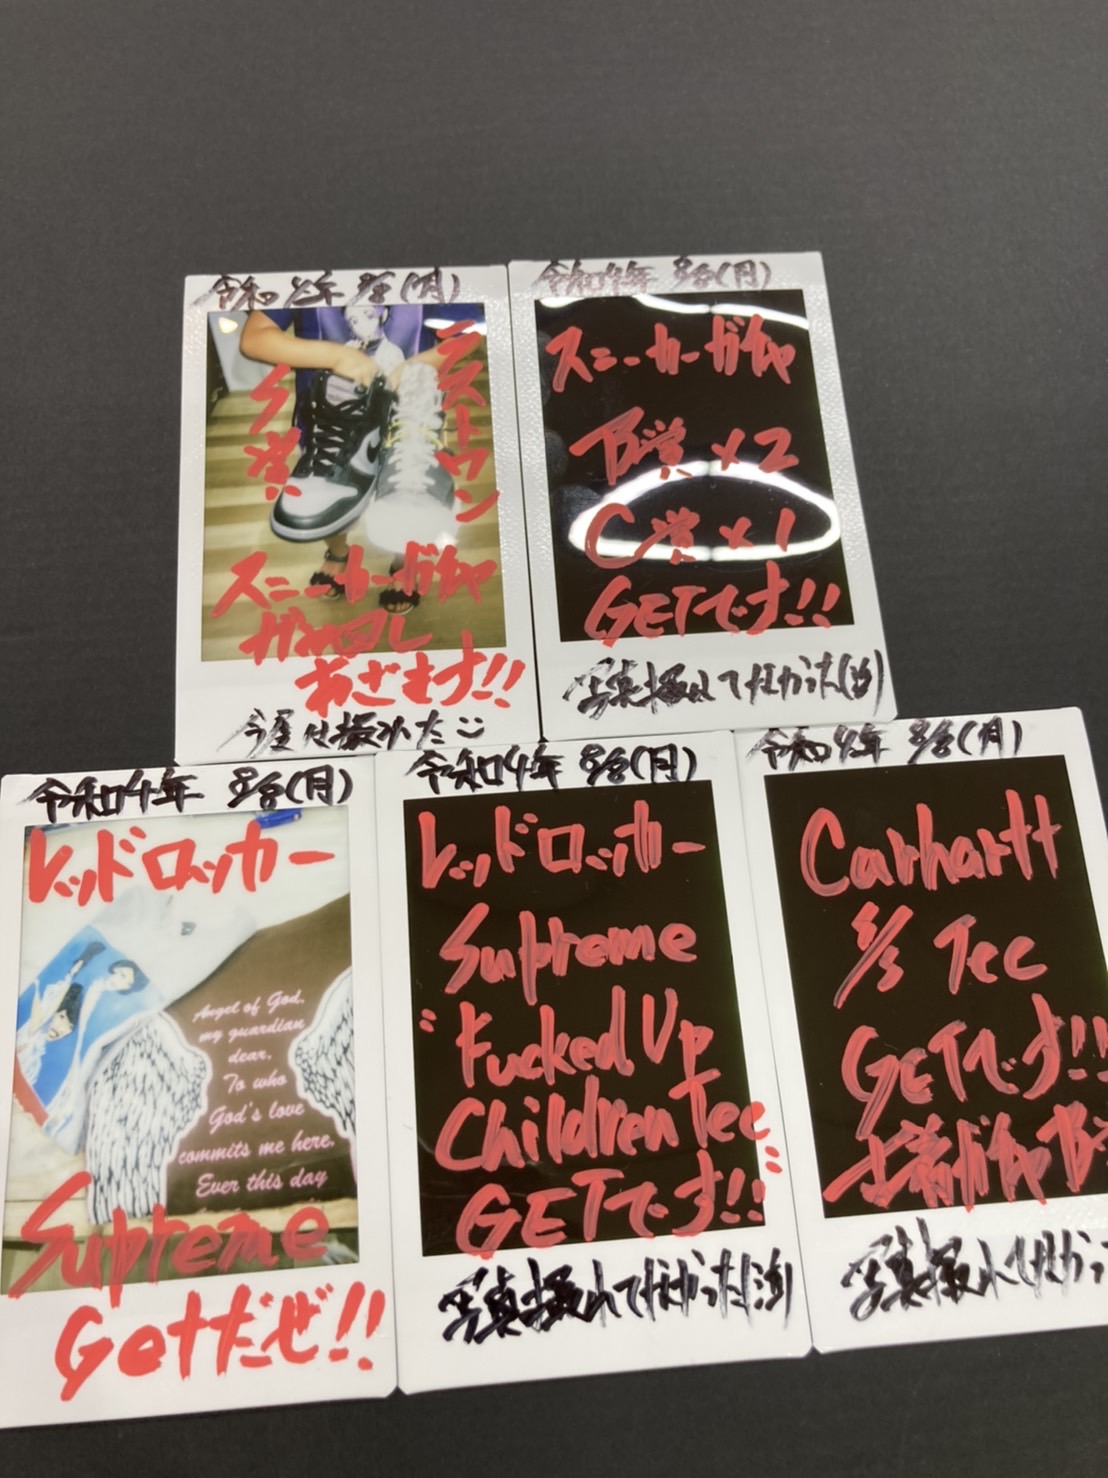 令和4年 8/8(月)
ラストワン
賞
スニーカーガチャ
ガチャロレ
あざます!!
今度は撮れた
令和4年 8/8(月)
スニーカーガチャ
B賞×2
C賞×1
GETです!!
写真撮れてなかった(泣)
令和4年 8/8(月)
レッドロッカー
Angel of God,
my guardian
dear,
To who
God's love
commits me here,
Ever this day
Supreme
Getだぜ!!
令和4年 8/8(月)
レッドロッカー
Supreme
"Fucked Up
Children Tee"
GETです!!
写真撮れてなかった(泣)
令和4年 8/8(月)
Carhartt
S/S Tee
GETです!!
古着ガチャ
写真撮れてなかっ